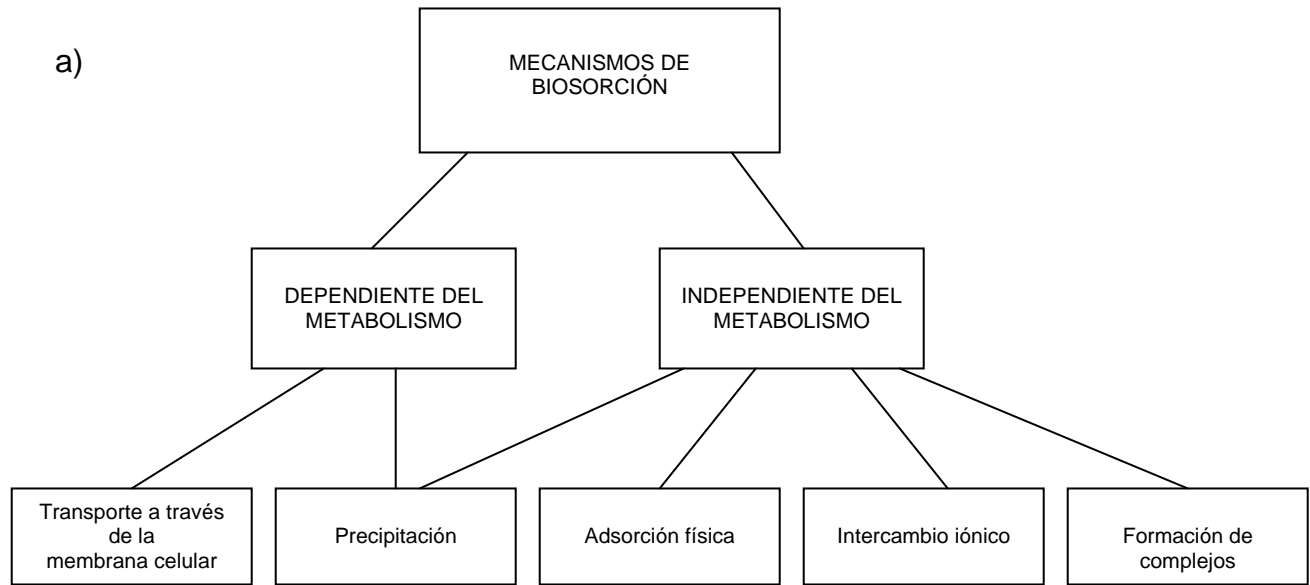 a)
MECANISMOS DE
BIOSORCIÓN
DEPENDIENTE DEL
METABOLISMO
INDEPENDIENTE DEL
METABOLISMO
Transporte a través
de la
membrana celular
Precipitación
Adsorción física
Intercambio iónico
Formación de
complejos